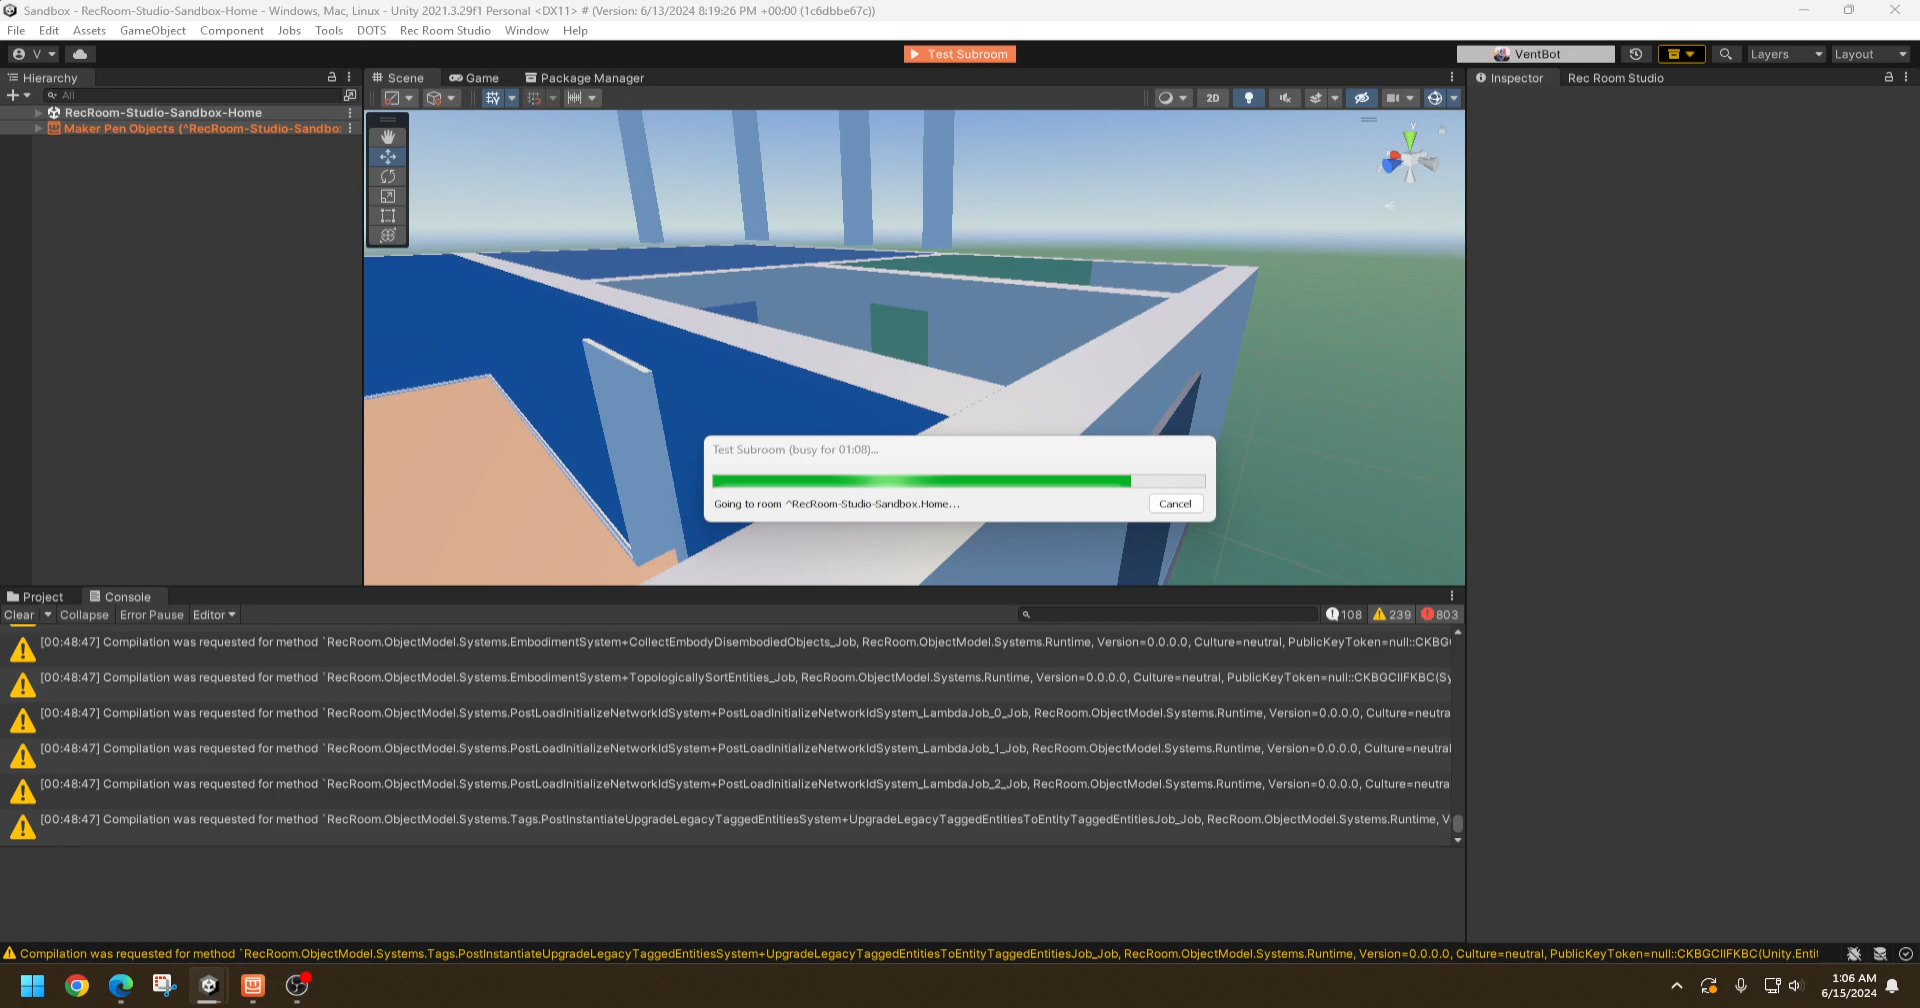 Sandbox - RecRoom-Studio-Sandbox-Home - Windows, Mac, Linux - Unity 2021.3.29f1 Personal <DX11> # (Version: 6/13/2024 8:19:26 PM +00:00 (1c6dbbe67c))
File Edit Assets GameObject Component Jobs Tools DOTS Rec Room Studio Window Help
V Test Subroom VentBot Layers Layout
Hierarchy Scene Game Package Manager Inspector Rec Room Studio
All 2D
RecRoom-Studio-Sandbox-Home
Maker Pen Objects (^RecRoom-Studio-Sandbo
Test Subroom (busy for 01:08)...
Going to room ^RecRoom-Studio-Sandbox.Home... Cancel
Project Console
Clear Collapse Error Pause Editor 108 239 803
[00:48:47] Compilation was requested for method `RecRoom.ObjectModel.Systems.EmbodimentSystem+CollectEmbodyDisembodiedObjects_Job, RecRoom.ObjectModel.Systems.Runtime, Version=0.0.0.0, Culture=neutral, PublicKeyToken=null::CKBG
[00:48:47] Compilation was requested for method `RecRoom.ObjectModel.Systems.EmbodimentSystem+TopologicallySortEntities_Job, RecRoom.ObjectModel.Systems.Runtime, Version=0.0.0.0, Culture=neutral, PublicKeyToken=null::CKBGCIIFKBC(Sy
[00:48:47] Compilation was requested for method `RecRoom.ObjectModel.Systems.PostLoadInitializeNetworkIdSystem+PostLoadInitializeNetworkIdSystem_LambdaJob_0_Job, RecRoom.ObjectModel.Systems.Runtime, Version=0.0.0.0, Culture=neutra
[00:48:47] Compilation was requested for method `RecRoom.ObjectModel.Systems.PostLoadInitializeNetworkIdSystem+PostLoadInitializeNetworkIdSystem_LambdaJob_1_Job, RecRoom.ObjectModel.Systems.Runtime, Version=0.0.0.0, Culture=neutral
[00:48:47] Compilation was requested for method `RecRoom.ObjectModel.Systems.PostLoadInitializeNetworkIdSystem+PostLoadInitializeNetworkIdSystem_LambdaJob_2_Job, RecRoom.ObjectModel.Systems.Runtime, Version=0.0.0.0, Culture=neutra
[00:48:47] Compilation was requested for method `RecRoom.ObjectModel.Systems.Tags.PostInstantiateUpgradeLegacyTaggedEntitiesSystem+UpgradeLegacyTaggedEntitiesToEntityTaggedEntitiesJob_Job, RecRoom.ObjectModel.Systems.Runtime, V
Compilation was requested for method `RecRoom.ObjectModel.Systems.Tags.PostInstantiateUpgradeLegacyTaggedEntitiesSystem+UpgradeLegacyTaggedEntitiesToEntityTaggedEntitiesJob_Job, RecRoom.ObjectModel.Systems.Runtime, Version=0.0.0.0, Culture=neutral, PublicKeyToken=null::CKBGCIIFKBC(Unity.Enti
1:06 AM
6/15/2024